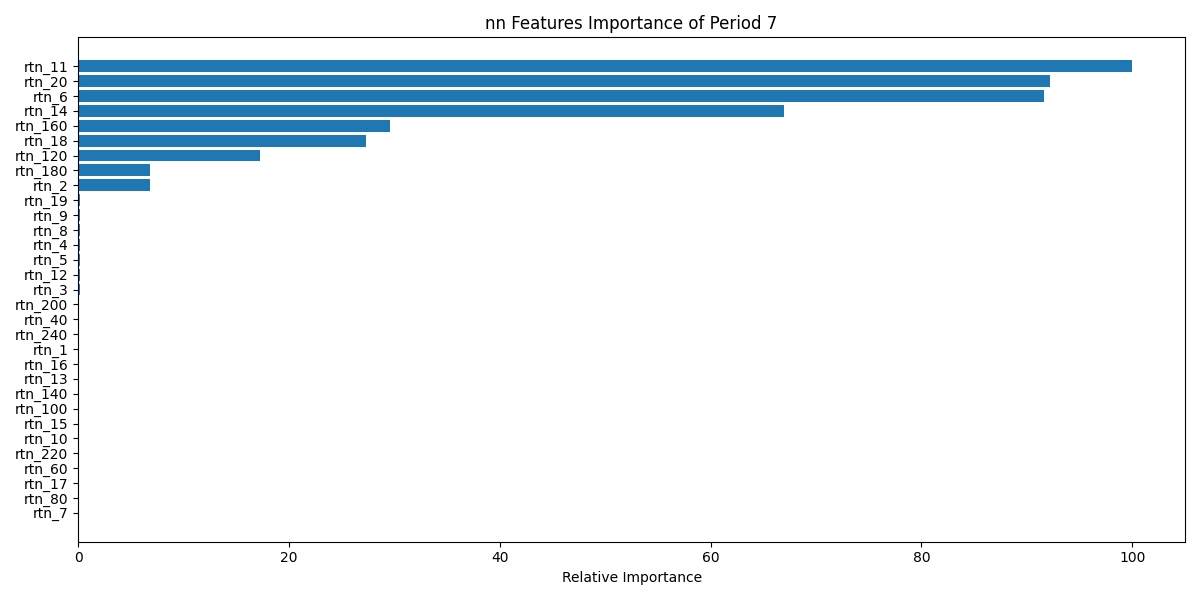 nn Features Importance of Period 7
rtn_11
rtn_20
rtn_6
rtn_14
rtn_160
rtn_18
rtn_120
rtn_180
rtn_2
rtn_19
rtn_9
rtn_8
rtn_4
rtn_5
rtn_12
rtn_3
rtn_200
rtn_40
rtn_240
rtn_1
rtn_16
rtn_13
rtn_140
rtn_100
rtn_15
rtn_10
rtn_220
rtn_60
rtn_17
rtn_80
rtn_7
0 20 40 60 80 100
Relative Importance